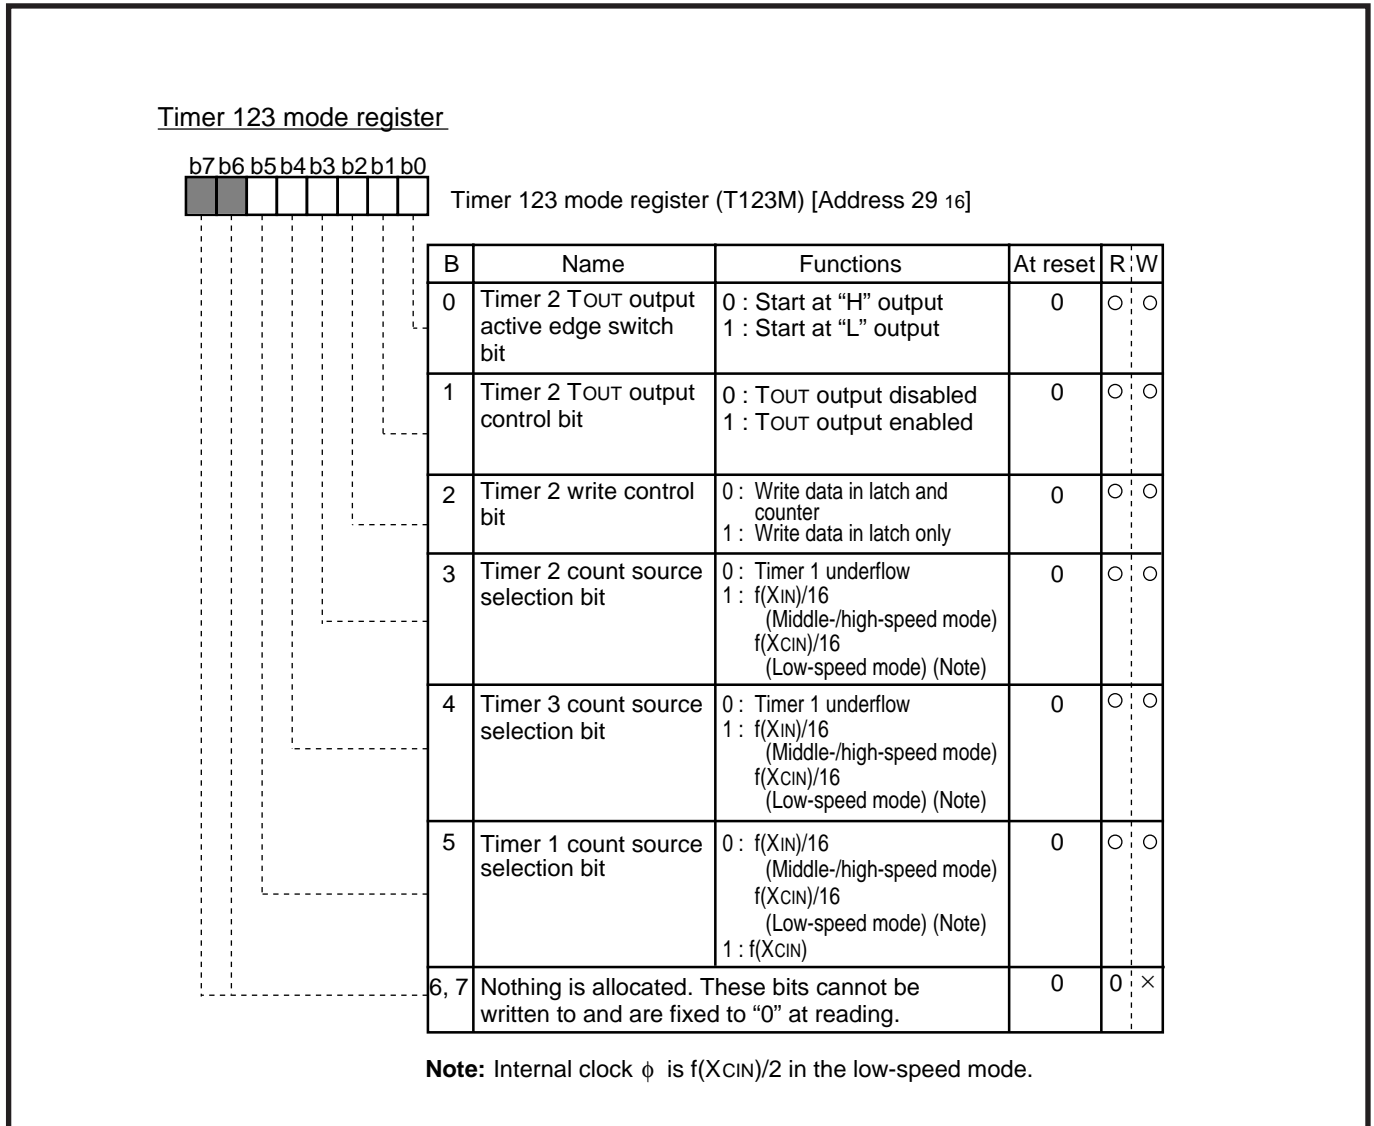 Timer 123 mode register
b7 b6 b5 b4 b3 b2 b1 b0
Timer 123 mode register (T123M) [Address 29 16]
B Name Functions At reset R W
0 Timer 2 TOUT output 0 : Start at “H” output 0 ○ ○
active edge switch 1 : Start at “L” output
bit
1 Timer 2 TOUT output 0 : TOUT output disabled 0 ○ ○
control bit 1 : TOUT output enabled
2 Timer 2 write control 0 : Write data in latch and 0 ○ ○
bit counter
1 : Write data in latch only
3 Timer 2 count source 0 : Timer 1 underflow 0 ○ ○
selection bit 1 : f(XIN)/16
(Middle-/high-speed mode)
f(XCIN)/16
(Low-speed mode) (Note)
4 Timer 3 count source 0 : Timer 1 underflow 0 ○ ○
selection bit 1 : f(XIN)/16
(Middle-/high-speed mode)
f(XCIN)/16
(Low-speed mode) (Note)
5 Timer 1 count source 0 : f(XIN)/16 0 ○ ○
selection bit (Middle-/high-speed mode)
f(XCIN)/16
(Low-speed mode) (Note)
1 : f(XCIN)
6, 7 Nothing is allocated. These bits cannot be 0 0 ×
written to and are fixed to “0” at reading.
Note: Internal clock ϕ is f(XCIN)/2 in the low-speed mode.